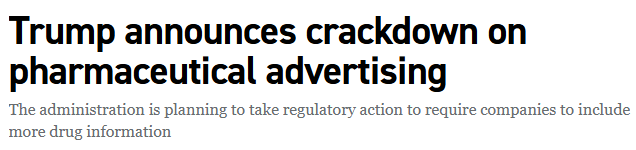 Trump announces crackdown on
pharmaceutical advertising
The administration is planning to take regulatory action to require companies to include
more drug information